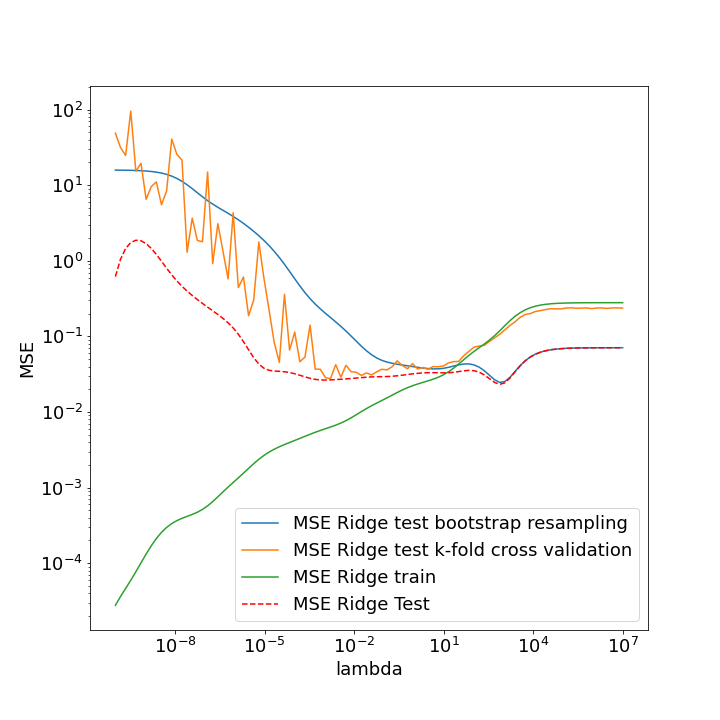 10²
10¹
10⁰
10⁻¹
10⁻²
10⁻³
10⁻⁴
MSE
MSE Ridge test bootstrap resampling
MSE Ridge test k-fold cross validation
MSE Ridge train
MSE Ridge Test
10⁻⁸ 10⁻⁵ 10⁻² 10¹ 10⁴ 10⁷
lambda